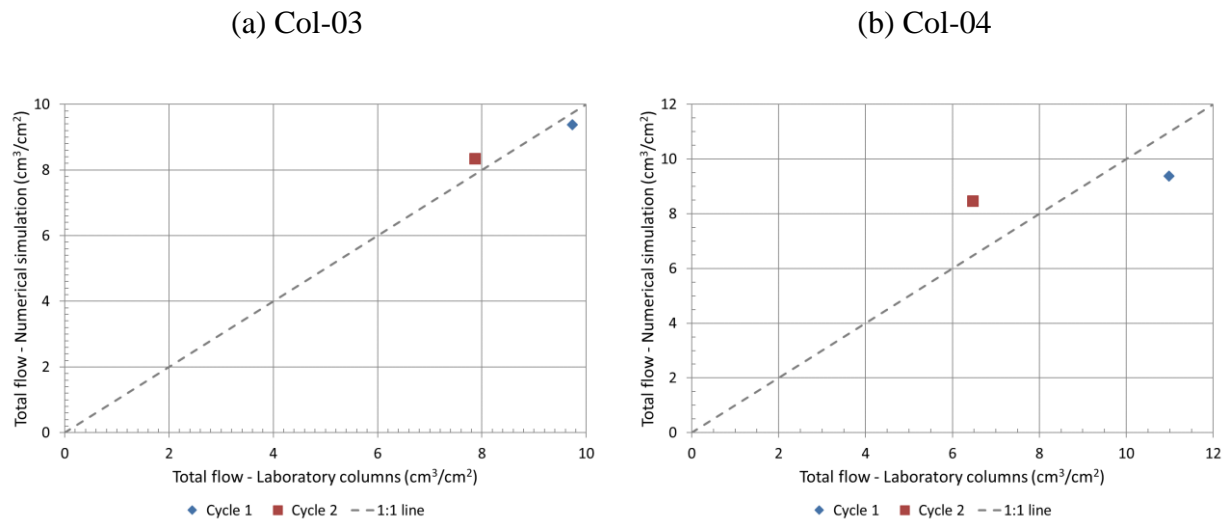 (a) Col-03
Total flow - Numerical simulation (cm³/cm²)
10
8
6
4
2
0
0 2 4 6 8 10
Total flow - Laboratory columns (cm³/cm²)
Cycle 1 Cycle 2 1:1 line
(b) Col-04
Total flow - Numerical simulation (cm³/cm²)
12
10
8
6
4
2
0
0 2 4 6 8 10 12
Total flow - Laboratory columns (cm³/cm²)
Cycle 1 Cycle 2 1:1 line